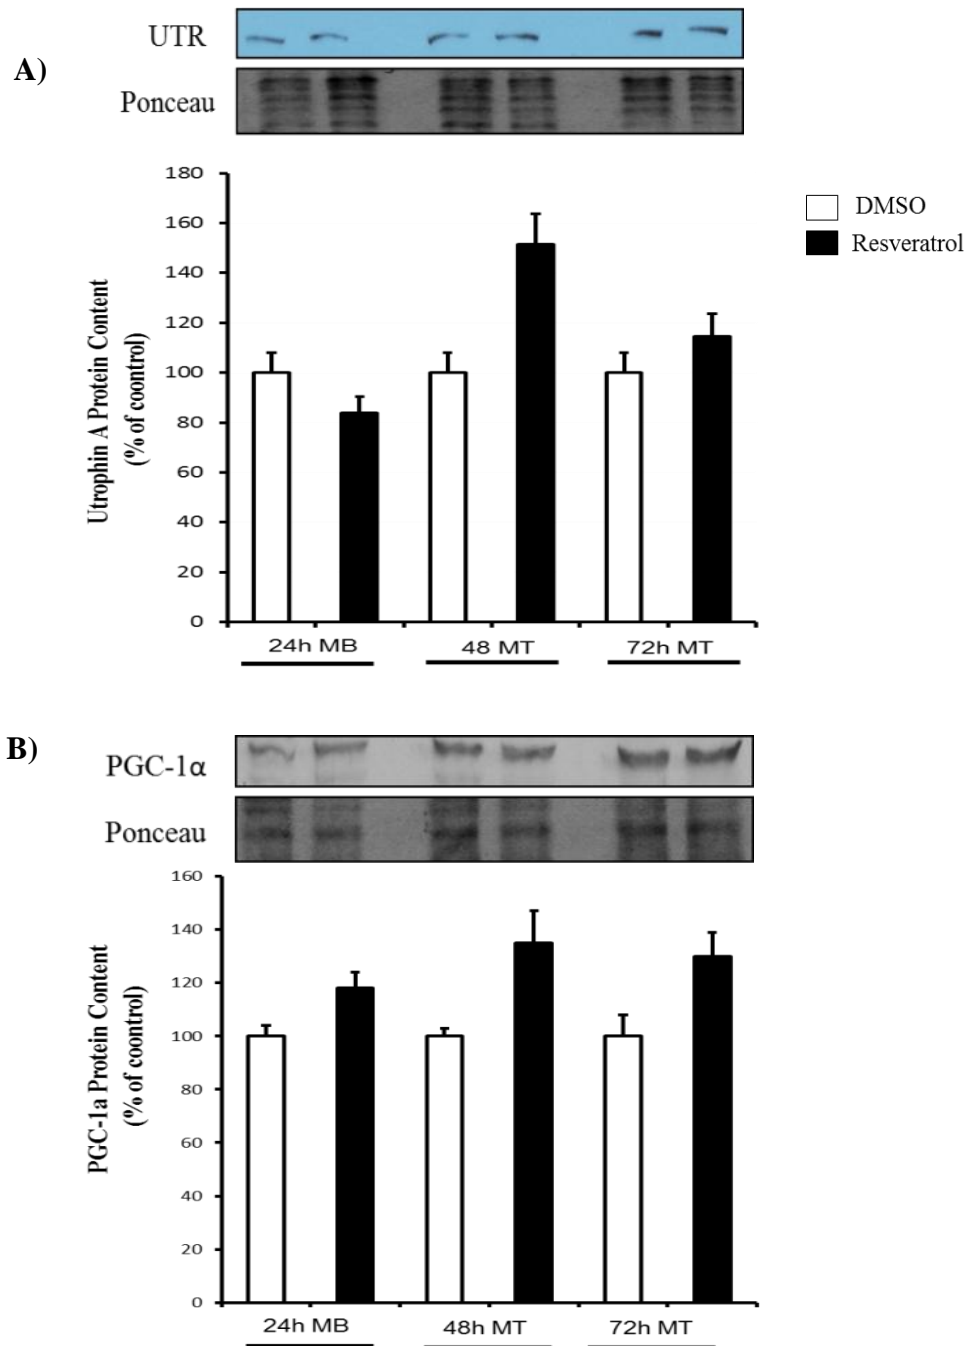 A)
UTR
Ponceau
180
160
140
120
100
80
60
40
20
0
Utrophin A Protein Content
(% of coontrol)
24h MB 48 MT 72h MT
DMSO
Resveratrol
B)
PGC-1α
Ponceau
160
140
120
100
80
60
40
20
0
PGC-1a Protein Content
(% of coontrol)
24h MB 48h MT 72h MT